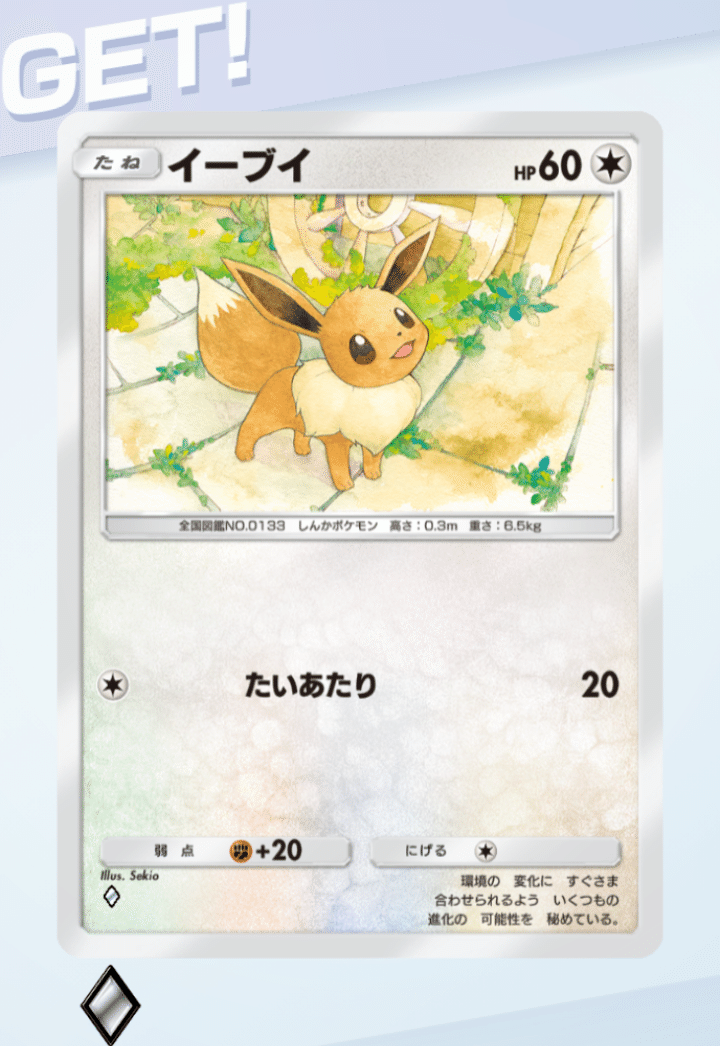 GET!
たね イーブイ HP60
全国図鑑NO.0133 しんかポケモン 高さ:0.3m 重さ:6.5kg
たいあたり 20
弱点 +20 にげる
Illus. Sekio
環境の 変化に すぐさま
合わせられるよう いくつもの
進化の 可能性を 秘めている。